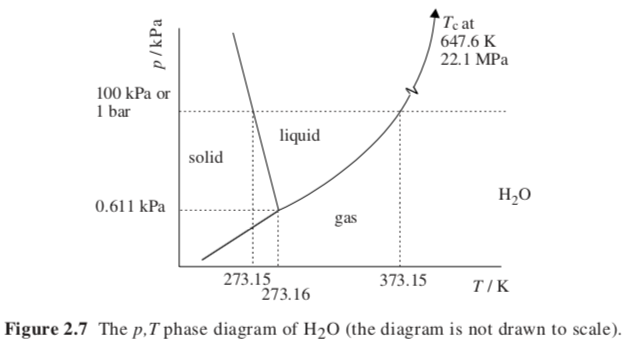 p/kPa
Tc at
647.6 K
22.1 MPa
100 kPa or
1 bar
liquid
solid
0.611 kPa
H2O
gas
273.15
373.15
T / K
273.16
Figure 2.7 The p,T phase diagram of H2O (the diagram is not drawn to scale).